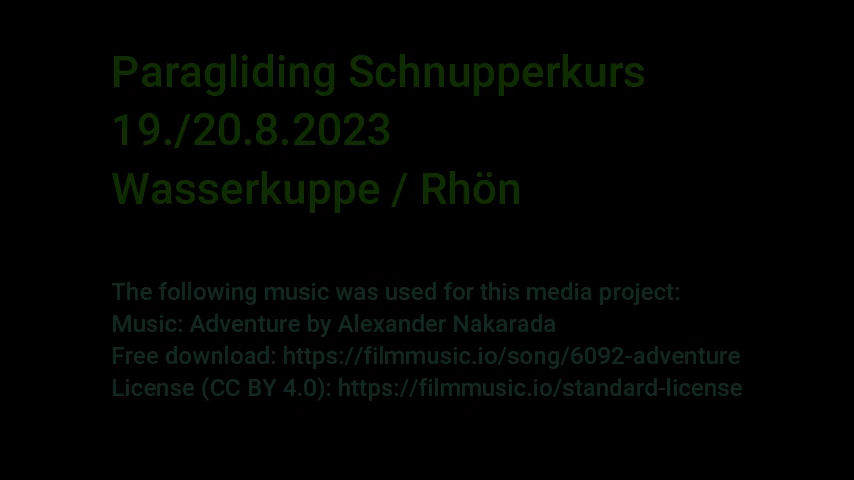 Paragliding Schnupperkurs
19./20.8.2023
Wasserkuppe / Rhön
The following music was used for this media project:
Music: Adventure by Alexander Nakarada
Free download: https://filmmusic.io/song/6092-adventure
License (CC BY 4.0): https://filmmusic.io/standard-license